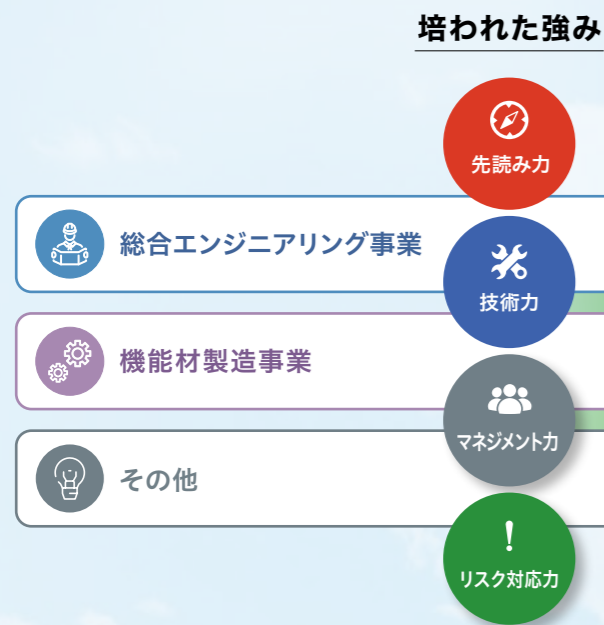 培われた強み
先読み力
総合エンジニアリング事業
技術力
機能材製造事業
マネジメント力
その他
リスク対応力